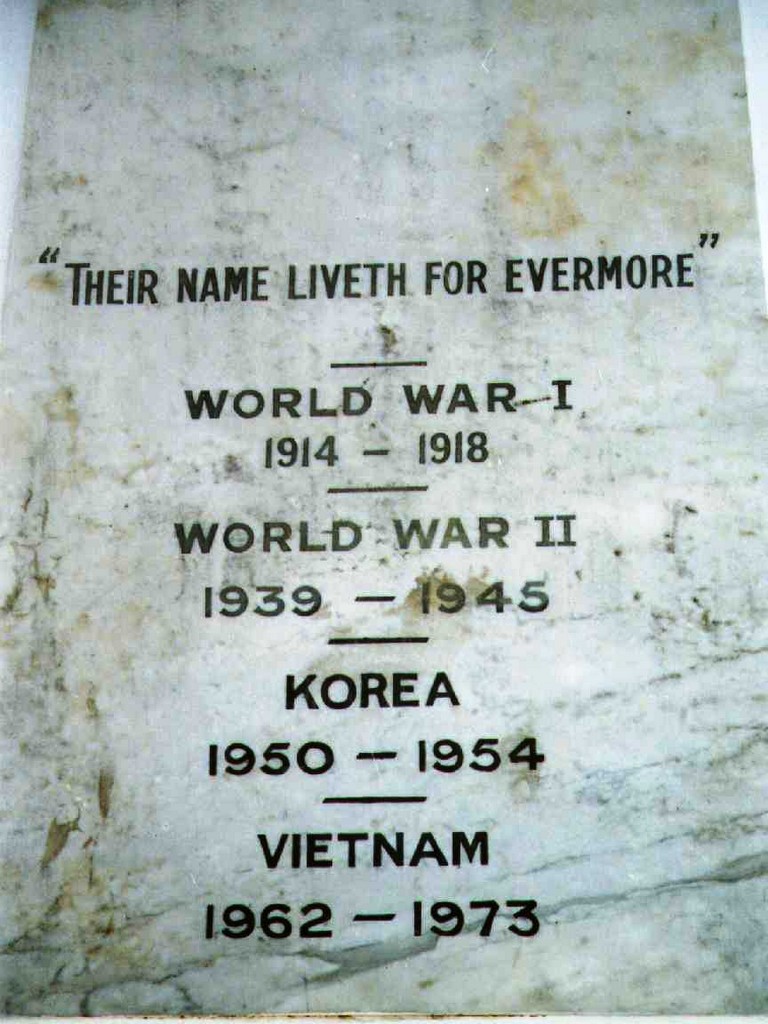 "THEIR NAME LIVETH FOR EVERMORE"
WORLD WAR I
1914 – 1918
WORLD WAR II
1939 – 1945
KOREA
1950 – 1954
VIETNAM
1962 – 1973